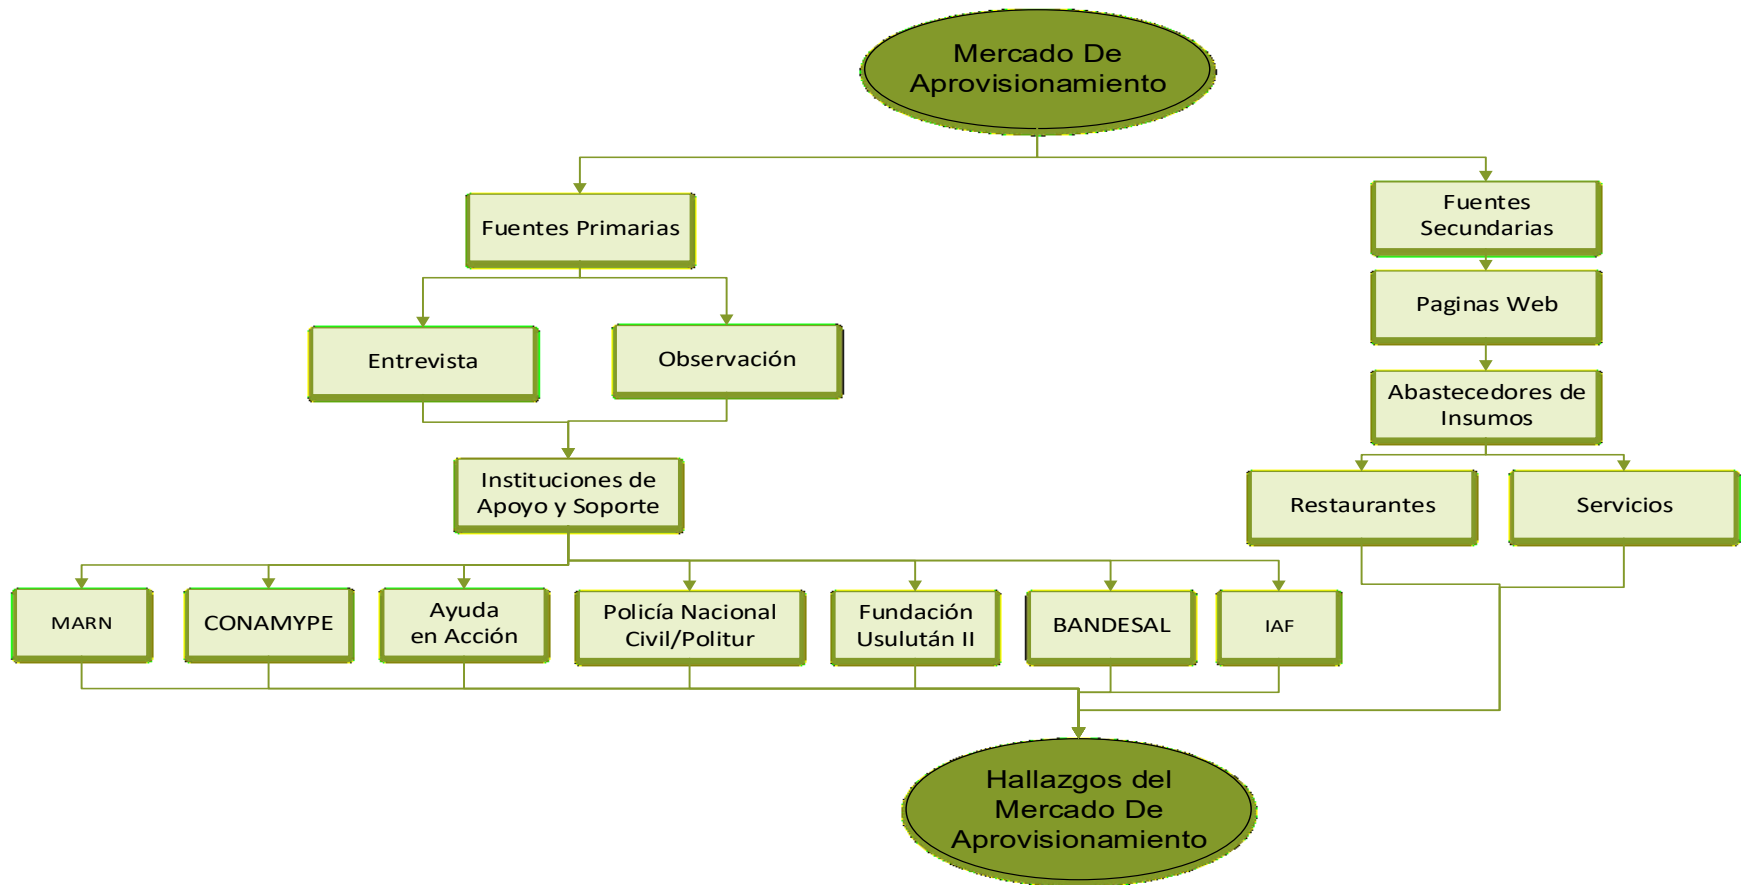 Mercado De
Aprovisionamiento
Fuentes Primarias
Fuentes
Secundarias
Paginas Web
Entrevista
Observación
Abastecedores de
Insumos
Instituciones de
Apoyo y Soporte
Restaurantes
Servicios
MARN
CONAMYPE
Ayuda
en Acción
Policía Nacional
Civil/Politur
Fundación
Usulután II
BANDESAL
IAF
Hallazgos del
Mercado De
Aprovisionamiento